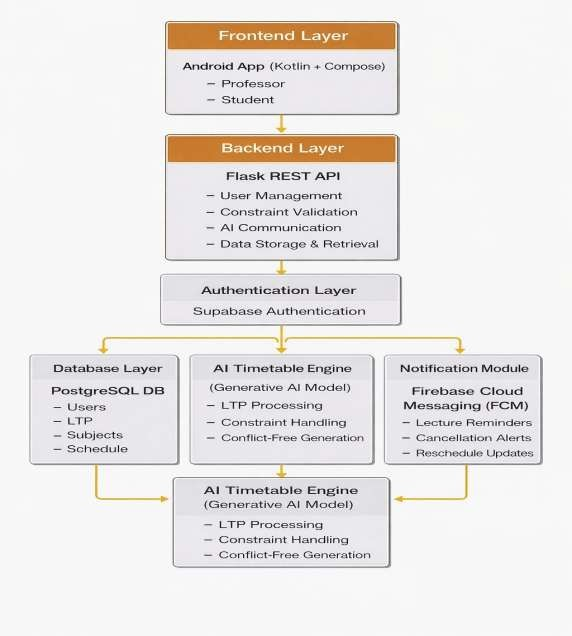 Frontend Layer
Android App (Kotlin + Compose)
– Professor
– Student
Backend Layer
Flask REST API
– User Management
– Constraint Validation
– AI Communication
– Data Storage & Retrieval
Authentication Layer
Supabase Authentication
Database Layer
PostgreSQL DB
– Users
– LTP
– Subjects
– Schedule
AI Timetable Engine
(Generative AI Model)
– LTP Processing
– Constraint Handling
– Conflict-Free Generation
Notification Module
Firebase Cloud
Messaging (FCM)
– Lecture Reminders
– Cancellation Alerts
– Reschedule Updates
AI Timetable Engine
(Generative AI Model)
– LTP Processing
– Constraint Handling
– Conflict-Free Generation